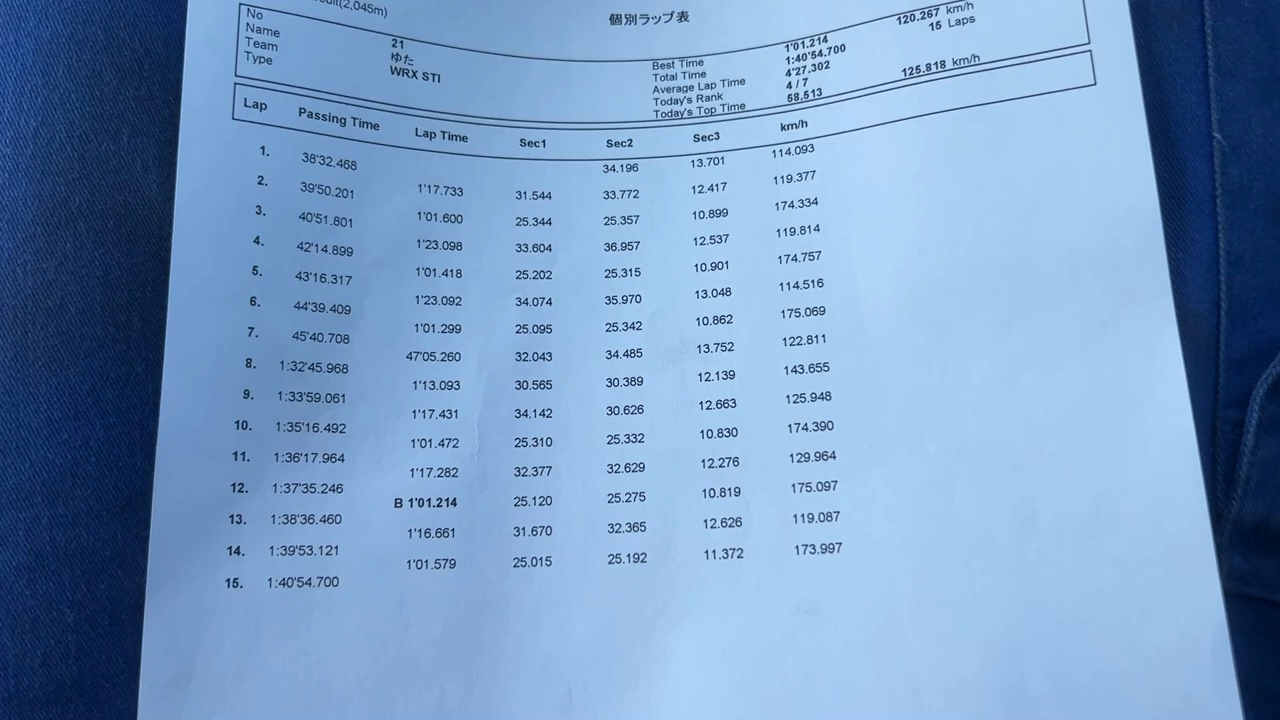 (2,045m)
個別ラップ表
No 21 Best Time 1'01.214 120.267 km/h
Name ゆた Total Time 1:40'54.700 15 Laps
Team Average Lap Time 4'27.302
Type WRX STI Today's Rank 4 / 7
Today's Top Time 58.513 125.818 km/h
Lap Passing Time Lap Time Sec1 Sec2 Sec3 km/h
1. 38'32.468 34.196 13.701 114.093
2. 39'50.201 1'17.733 31.544 33.772 12.417 119.377
3. 40'51.801 1'01.600 25.344 25.357 10.899 174.334
4. 42'14.899 1'23.098 33.604 36.957 12.537 119.814
5. 43'16.317 1'01.418 25.202 25.315 10.901 174.757
6. 44'39.409 1'23.092 34.074 35.970 13.048 114.516
7. 45'40.708 1'01.299 25.095 25.342 10.862 175.069
8. 1:32'45.968 47'05.260 32.043 34.485 13.752 122.811
9. 1:33'59.061 1'13.093 30.565 30.389 12.139 143.655
10. 1:35'16.492 1'17.431 34.142 30.626 12.663 125.948
11. 1:36'17.964 1'01.472 25.310 25.332 10.830 174.390
12. 1:37'35.246 1'17.282 32.377 32.629 12.276 129.964
13. 1:38'36.460 B 1'01.214 25.120 25.275 10.819 175.097
14. 1:39'53.121 1'16.661 31.670 32.365 12.626 119.087
15. 1:40'54.700 1'01.579 25.015 25.192 11.372 173.997